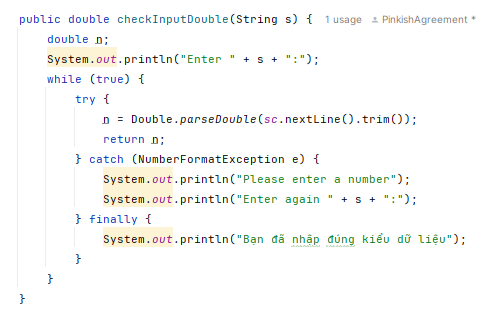 public double checkInputDouble(String s) { 1 usage PinkishAgreement *
double n;
System.out.println("Enter " + s + ":");
while (true) {
try {
n = Double.parseDouble(sc.nextLine().trim());
return n;
} catch (NumberFormatException e) {
System.out.println("Please enter a number");
System.out.println("Enter again " + s + ":");
} finally {
System.out.println("Bạn đã nhập đúng kiểu dữ liệu");
}
}
}